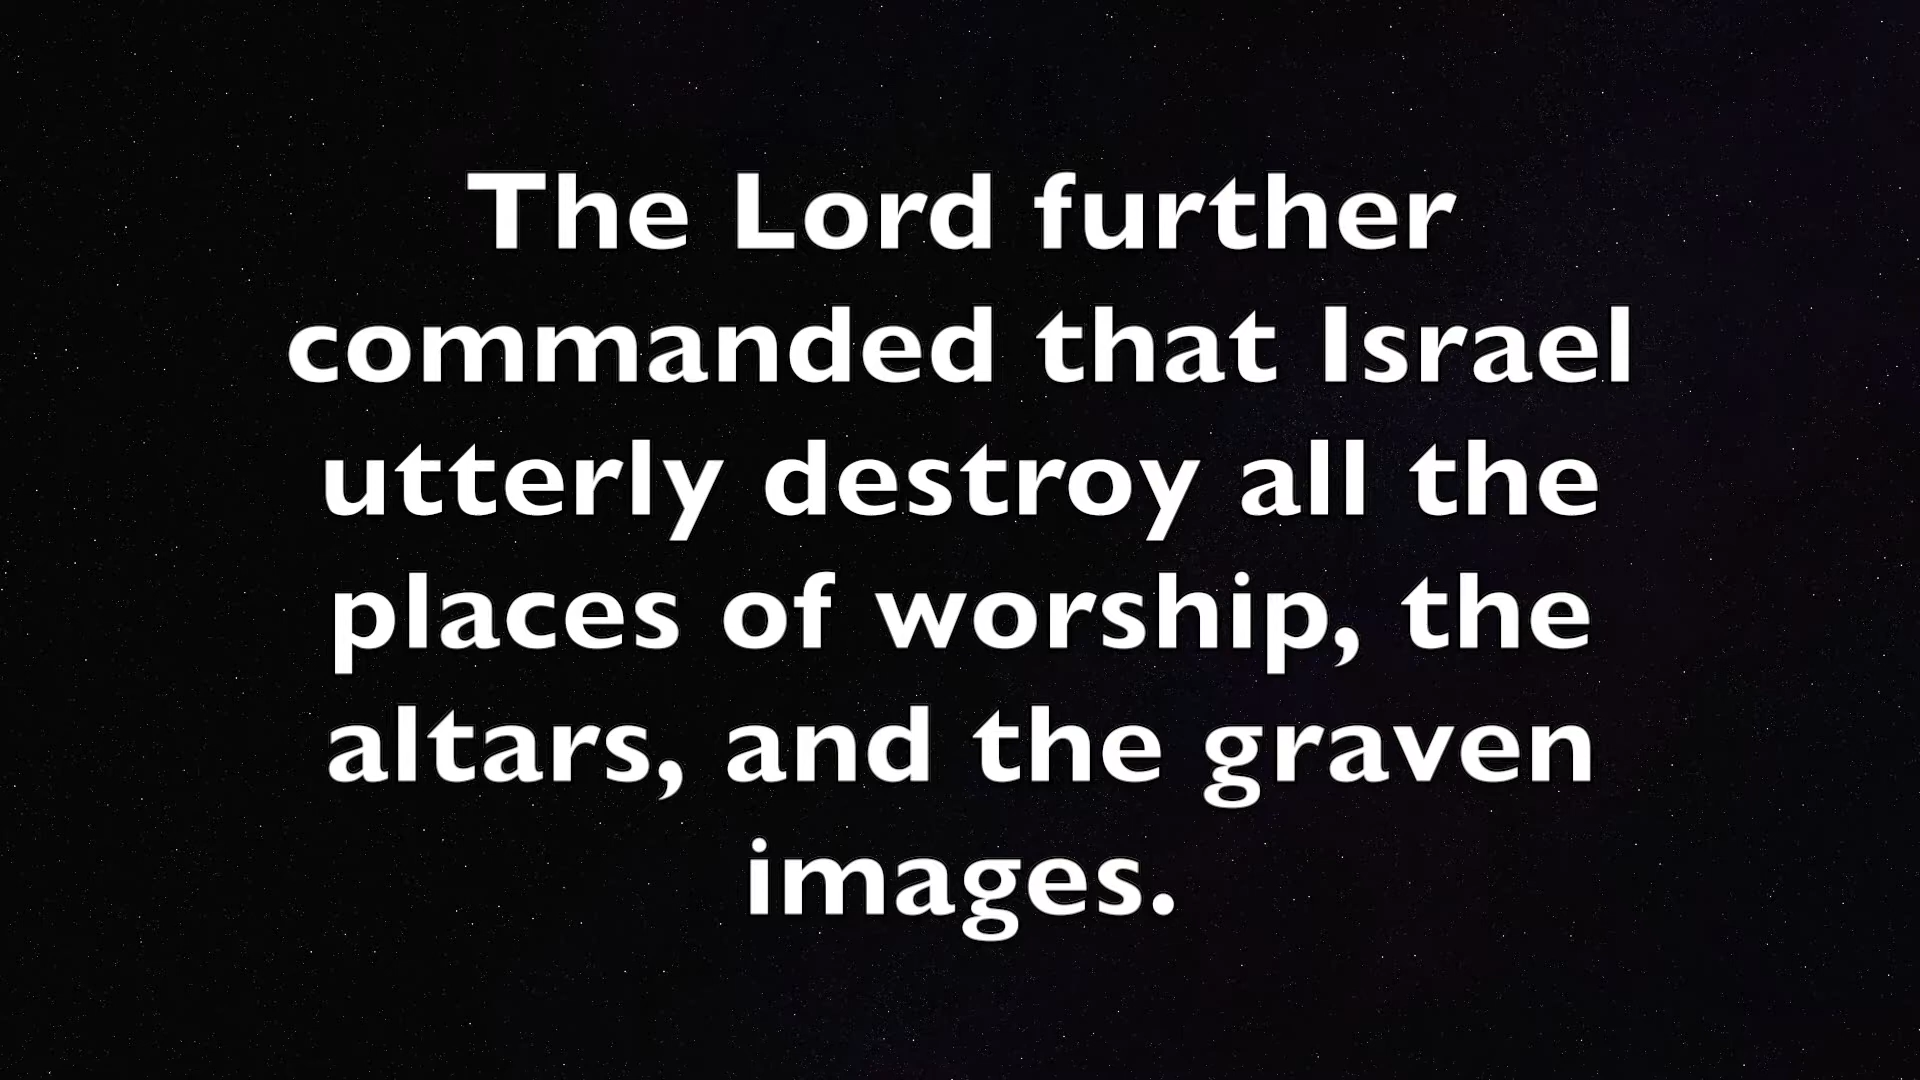 The Lord further
commanded that Israel
utterly destroy all the
places of worship, the
altars, and the graven
images.